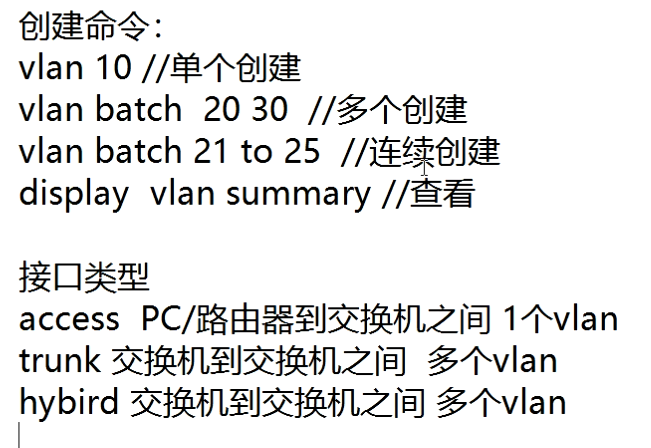 创建命令：
vlan 10 //单个创建
vlan batch  20 30  //多个创建
vlan batch 21 to 25  //连续创建
display  vlan summary //查看
接口类型
access  PC/路由器到交换机之间 1个vlan
trunk 交换机到交换机之间  多个vlan
hybird 交换机到交换机之间 多个vlan